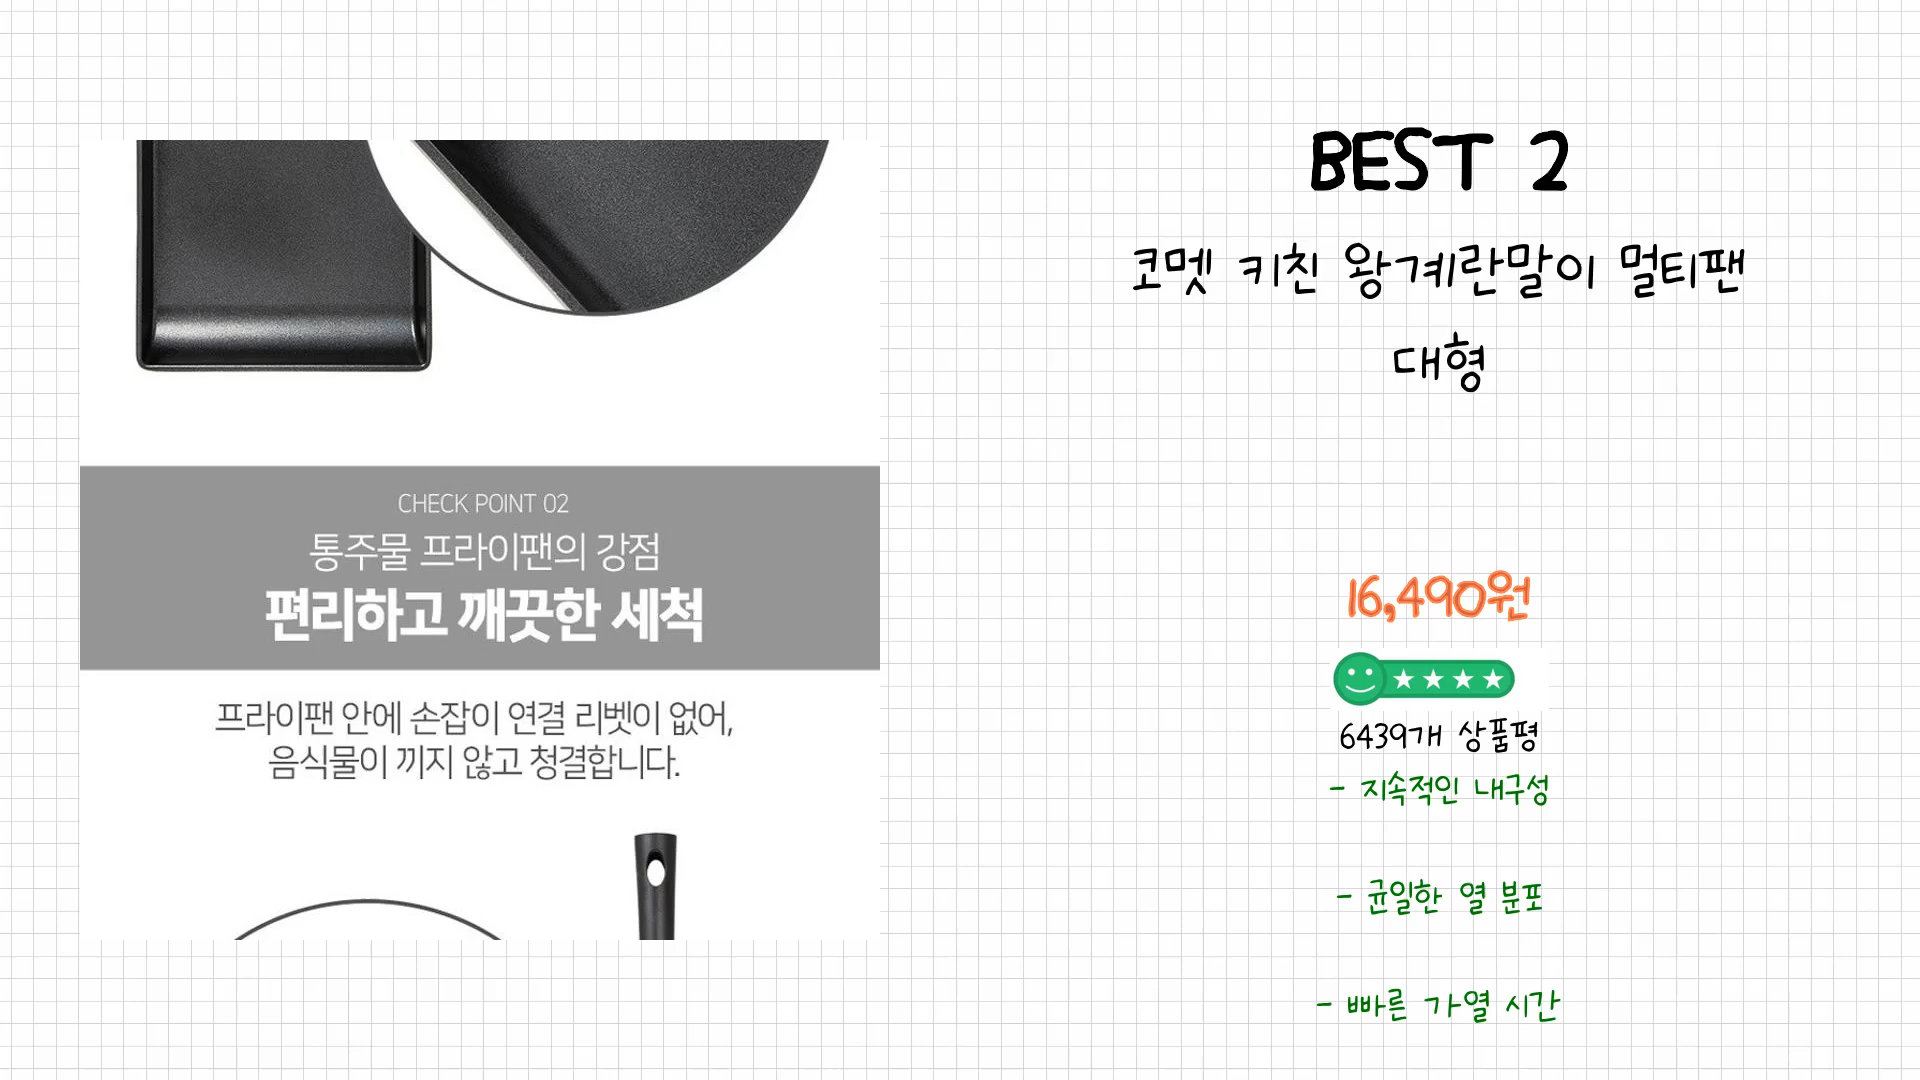 CHECK POINT 02
통주물 프라이팬의 강점
편리하고 깨끗한 세척
프라이팬 안에 손잡이 연결 리벳이 없어,
음식물이 끼지 않고 청결합니다.
BEST 2
코멧 키친 왕계란말이 멀티팬
대형
16,490원
6439개 상품평
- 지속적인 내구성
- 균일한 열 분포
- 빠른 가열 시간